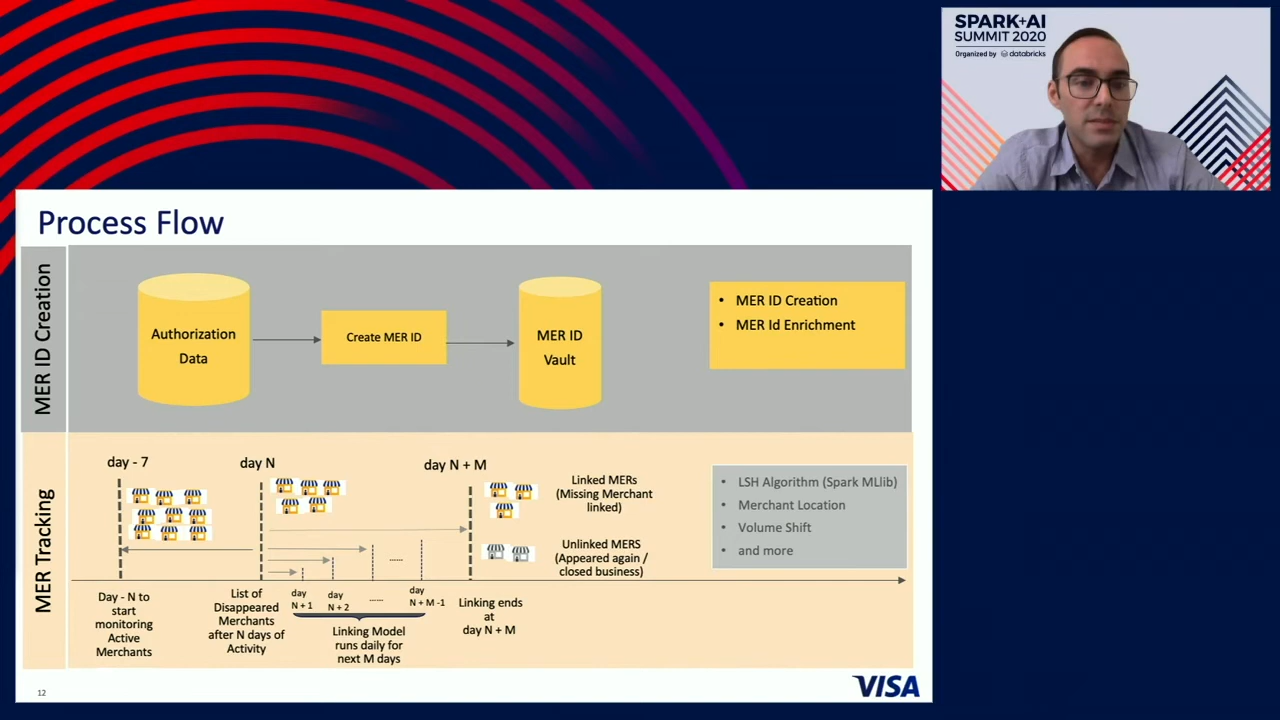 SPARK+AI
SUMMIT 2020
Organized by databricks
Process Flow
MER ID Creation
Authorization
Data
Create MER ID
MER ID
Vault
• MER ID Creation
• MER Id Enrichment
MER Tracking
day - 7
day N
day N + M
Linked MERs
(Missing Merchant
linked)
Unlinked MERS
(Appeared again /
closed business)
• LSH Algorithm (Spark MLlib)
• Merchant Location
• Volume Shift
• and more
......
Day - N to
start
monitoring
Active
Merchants
List of
Disappeared
Merchants
after N days of
Activity
day
N + 1
day
N + 2
......
day
N + M -1
Linking Model
runs daily for
next M days
Linking ends
at
day N + M
12
VISA